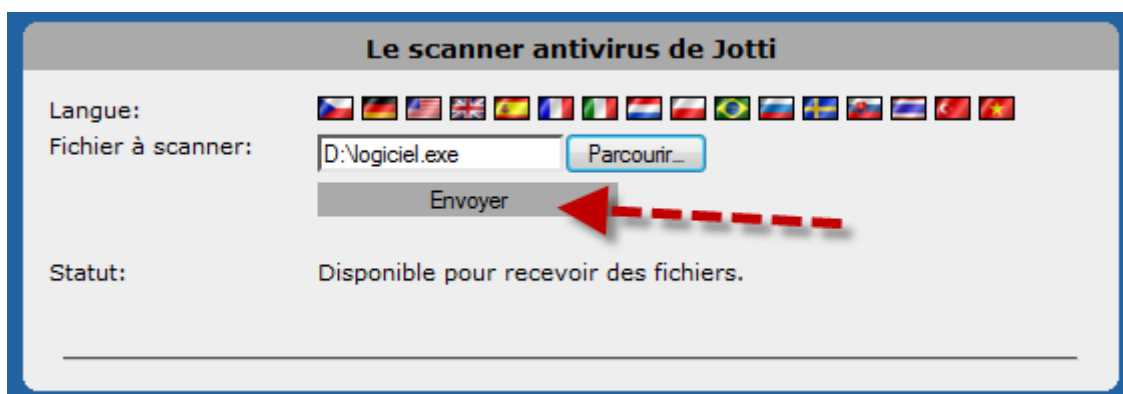 Le scanner antivirus de Jotti
Langue:
Fichier à scanner:
D:\logiciel.exe
Parcourir...
Envoyer
Statut:
Disponible pour recevoir des fichiers.